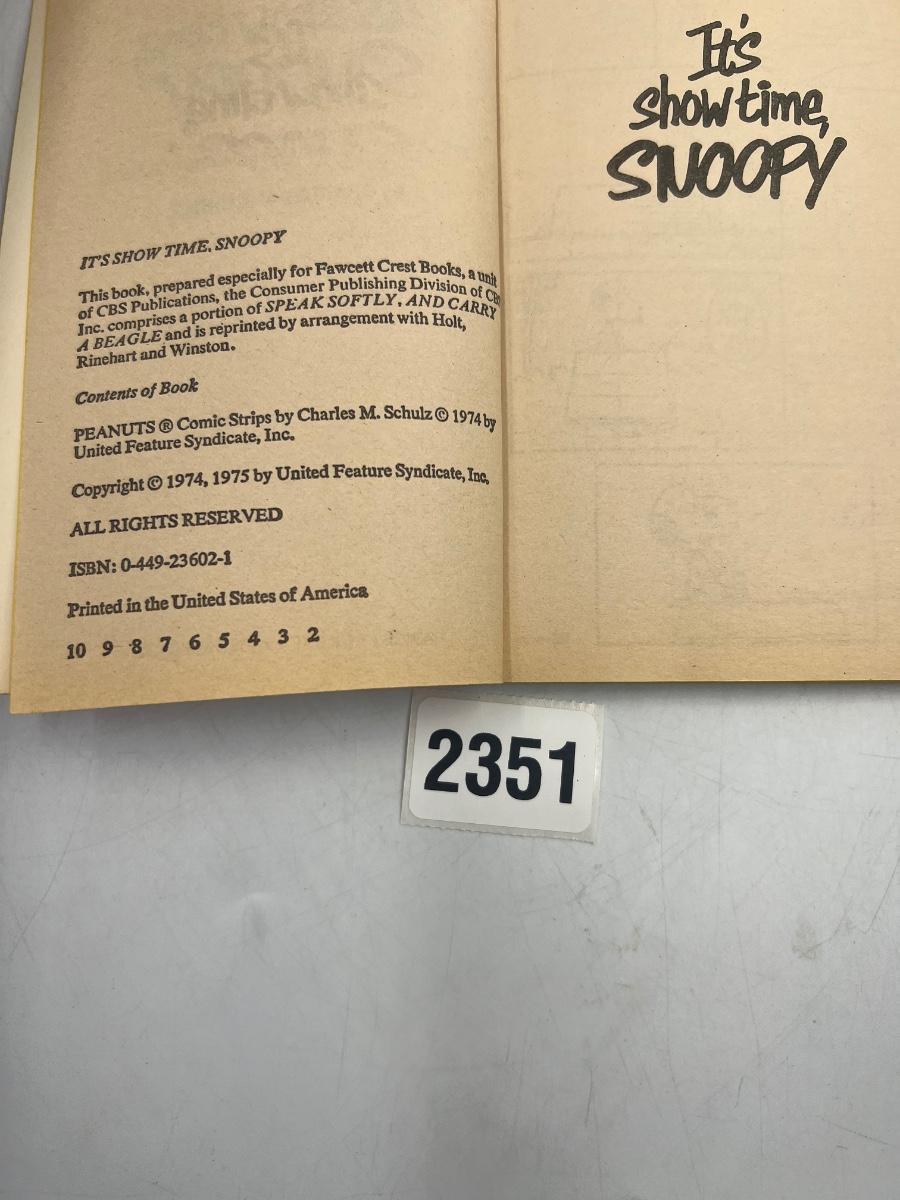 IT'S SHOW TIME, SNOOPY
This book, prepared especially for Fawcett Crest Books, a unit
of CBS Publications, the Consumer Publishing Division of CBS
Inc. comprises a portion of SPEAK SOFTLY, AND CARRY
A BEAGLE and is reprinted by arrangement with Holt,
Rinehart and Winston.
Contents of Book
PEANUTS ® Comic Strips by Charles M. Schulz © 1974 by
United Feature Syndicate, Inc.
Copyright © 1974, 1975 by United Feature Syndicate, Inc.
ALL RIGHTS RESERVED
ISBN: 0-449-23602-1
Printed in the United States of America
10 9 8 7 6 5 4 3 2
It's
show time,
SNOOPY
2351